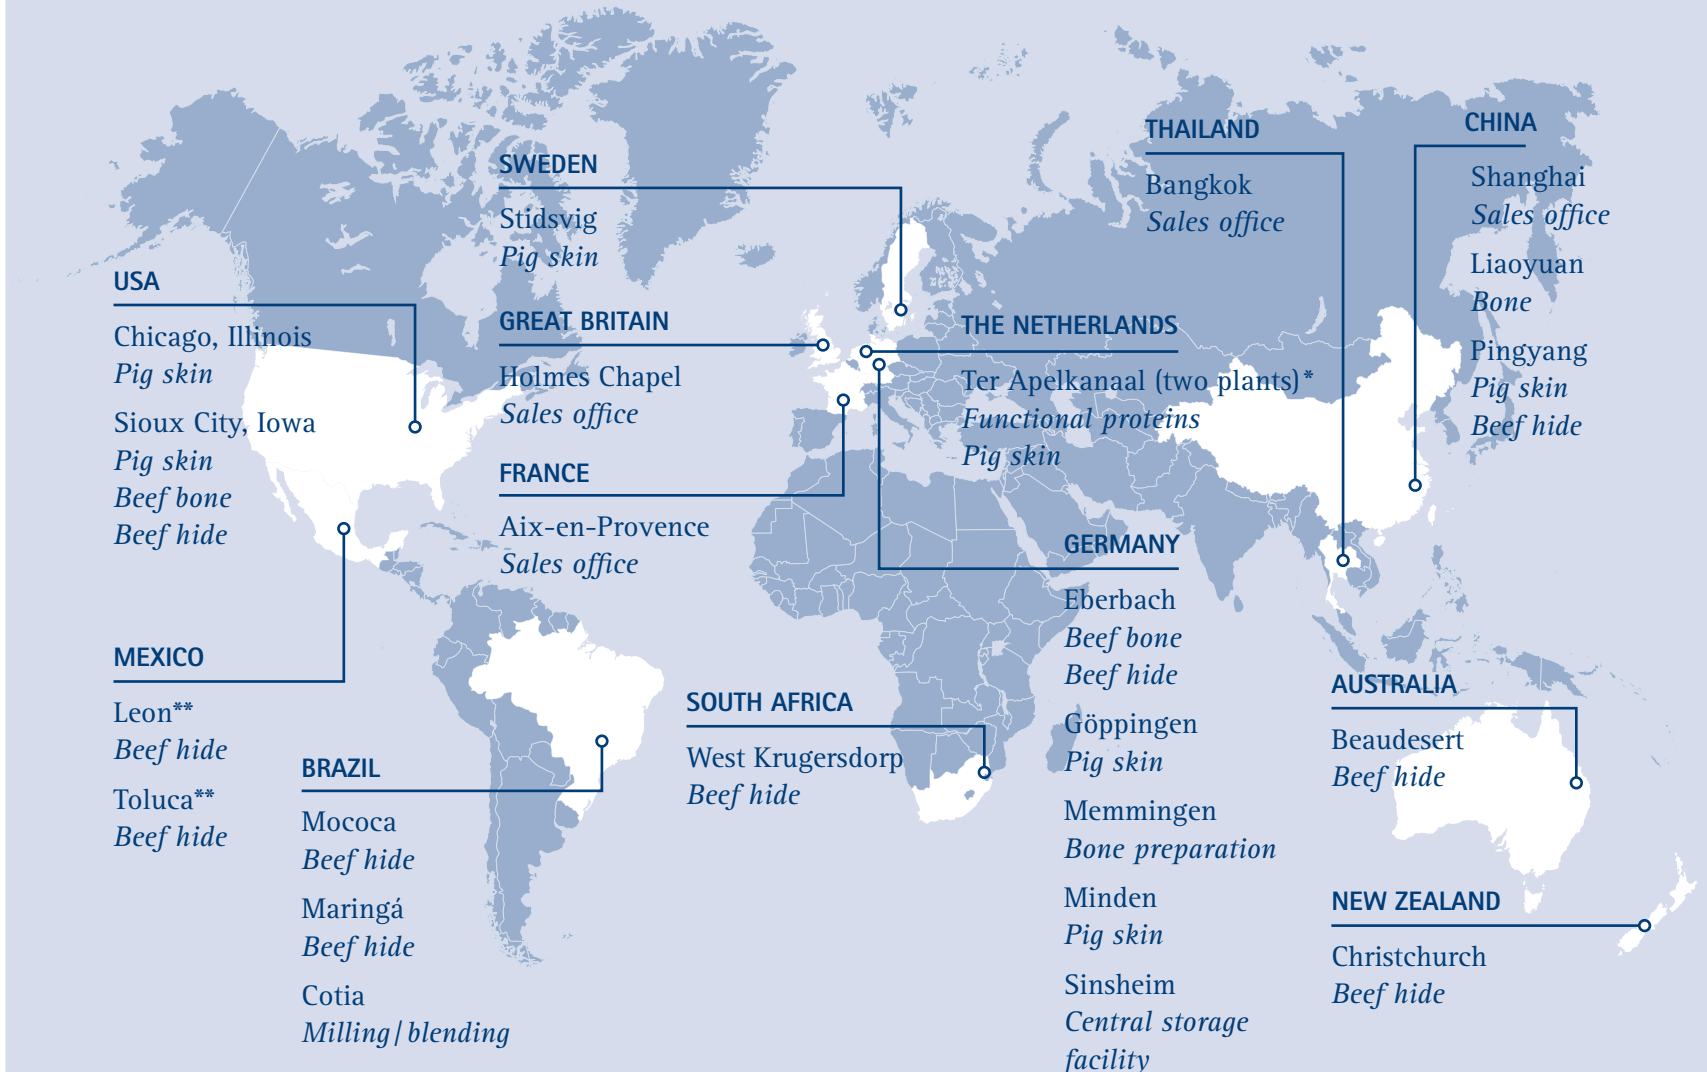 USA
Chicago, Illinois
Pig skin
Sioux City, Iowa
Pig skin
Beef bone
Beef hide
MEXICO
Leon**
Beef hide
Toluca**
Beef hide
BRAZIL
Mococa
Beef hide
Maringá
Beef hide
Cotia
Milling/blending
SWEDEN
Stidsvig
Pig skin
GREAT BRITAIN
Holmes Chapel
Sales office
FRANCE
Aix-en-Provence
Sales office
SOUTH AFRICA
West Krugersdorp
Beef hide
THE NETHERLANDS
Ter Apelkanaal (two plants)*
Functional proteins
Pig skin
GERMANY
Eberbach
Beef bone
Beef hide
Göppingen
Pig skin
Memmingen
Bone preparation
Minden
Pig skin
Sinsheim
Central storage
facility
THAILAND
Bangkok
Sales office
CHINA
Shanghai
Sales office
Liaoyuan
Bone
Pingyang
Pig skin
Beef hide
AUSTRALIA
Beaudesert
Beef hide
NEW ZEALAND
Christchurch
Beef hide